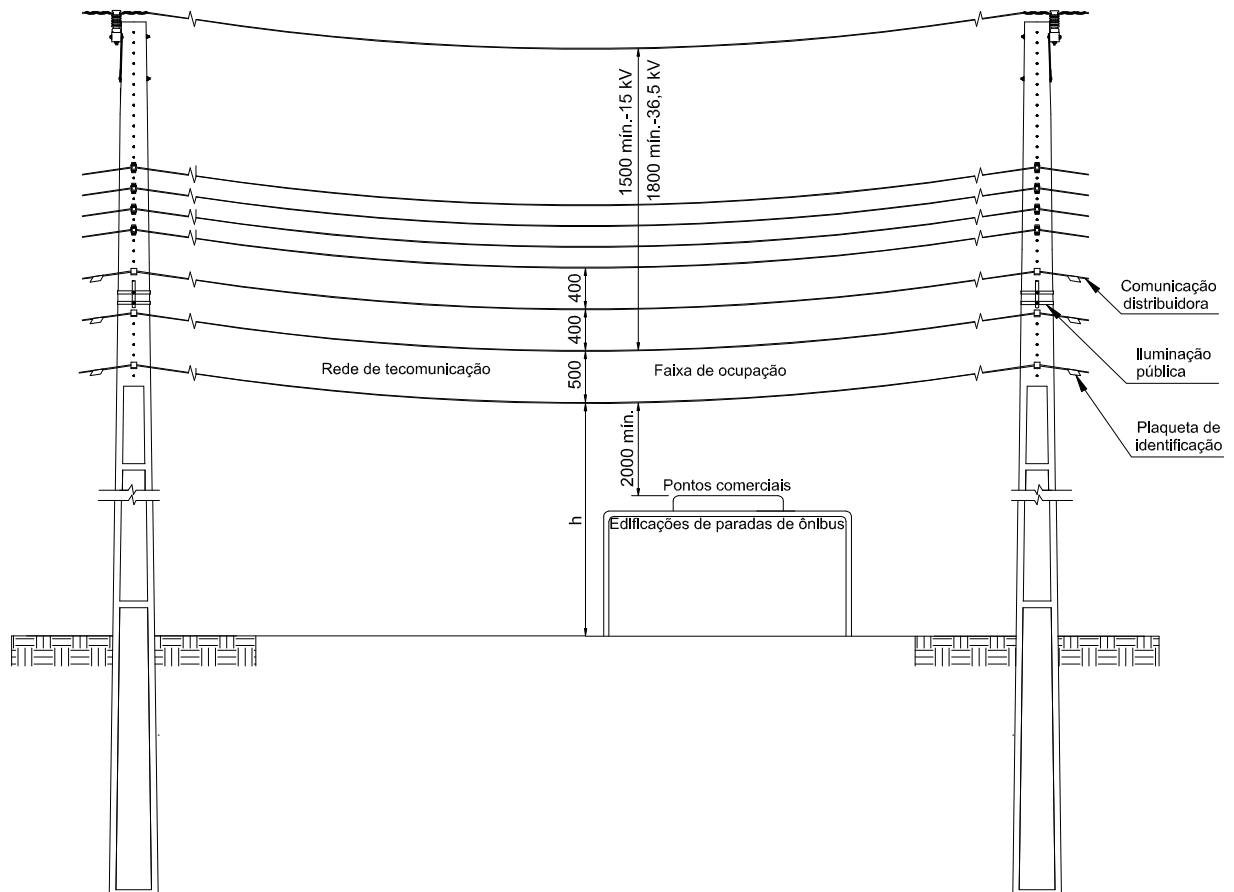 1500 mín.-15 kV
1800 mín.-36,5 kV
400
400
500
Comunicação
distribuidora
Iluminação
pública
Rede de tecomunicação
Faixa de ocupação
Plaqueta de
identificação
2000 mín.
h
Pontos comerciais
Edificações de paradas de ônibus